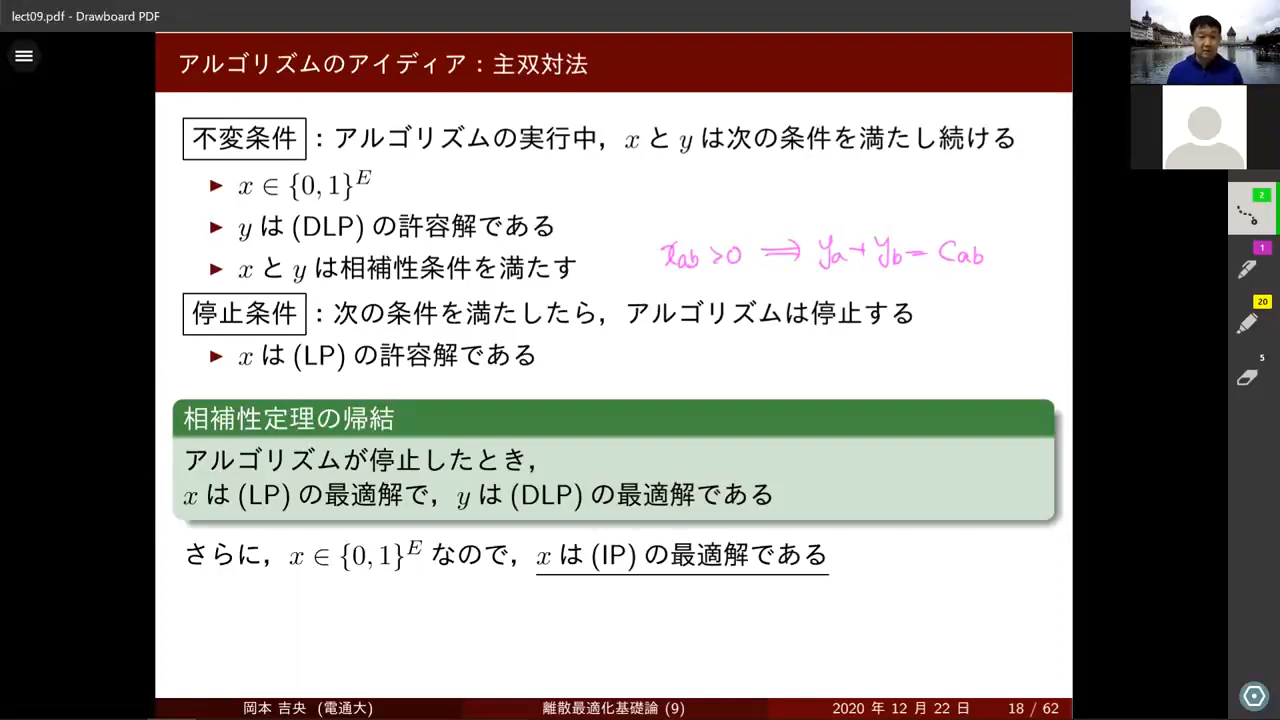 lect09.pdf - Drawboard PDF
アルゴリズムのアイディア：主双対法
不変条件：アルゴリズムの実行中，x と y は次の条件を満たし続ける
▶ x ∈ {0, 1}^E
▶ y は (DLP) の許容解である
▶ x と y は相補性条件を満たす
x_ab > 0 ⟹ y_a + y_b = c_ab
停止条件：次の条件を満たしたら，アルゴリズムは停止する
▶ x は (LP) の許容解である
相補性定理の帰結
アルゴリズムが停止したとき，
x は (LP) の最適解で，y は (DLP) の最適解である
さらに，x ∈ {0, 1}^E なので，x は (IP) の最適解である
岡本 吉央 (電通大)
離散最適化基礎論 (9)
2020 年 12 月 22 日
18 / 62
2
1
20
5